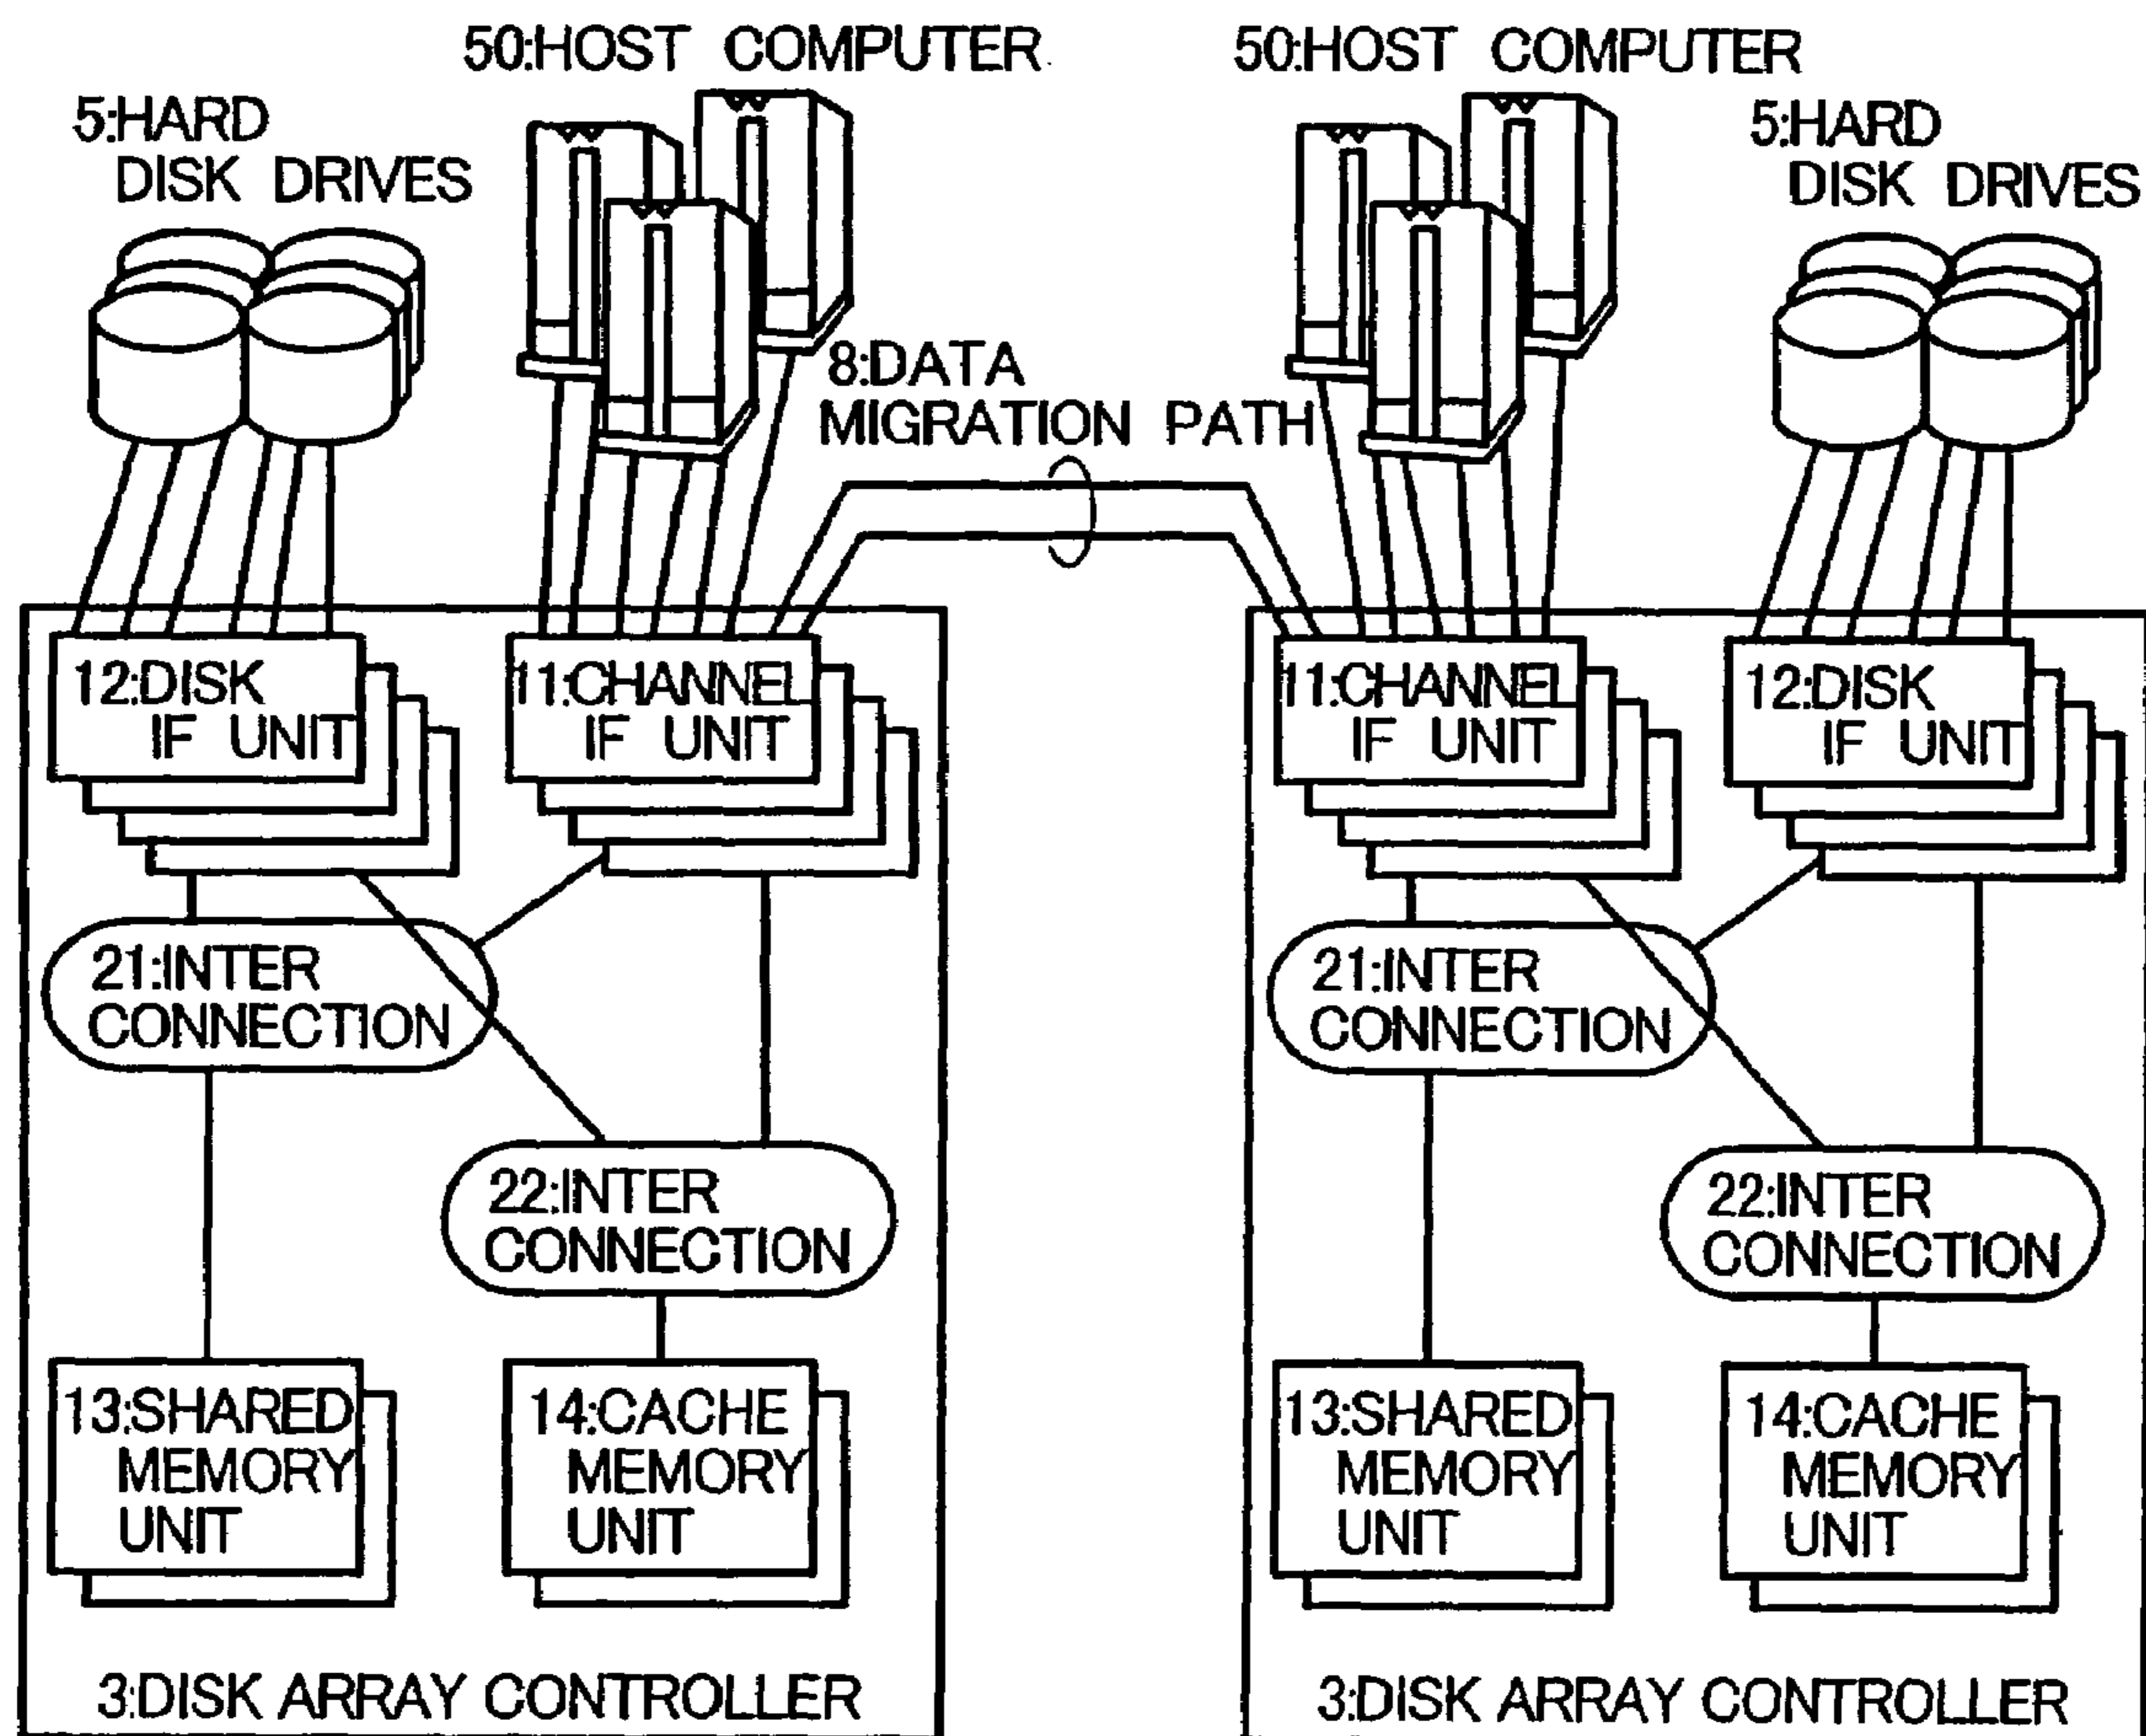 50:HOST COMPUTER
50:HOST COMPUTER
5:HARD
DISK DRIVES
5:HARD
DISK DRIVES
8:DATA
MIGRATION PATH
12:DISK
IF UNIT
11:CHANNEL
IF UNIT
11:CHANNEL
IF UNIT
12:DISK
IF UNIT
21:INTER
CONNECTION
21:INTER
CONNECTION
22:INTER
CONNECTION
22:INTER
CONNECTION
13:SHARED
MEMORY
UNIT
14:CACHE
MEMORY
UNIT
13:SHARED
MEMORY
UNIT
14:CACHE
MEMORY
UNIT
3:DISK ARRAY CONTROLLER
3:DISK ARRAY CONTROLLER